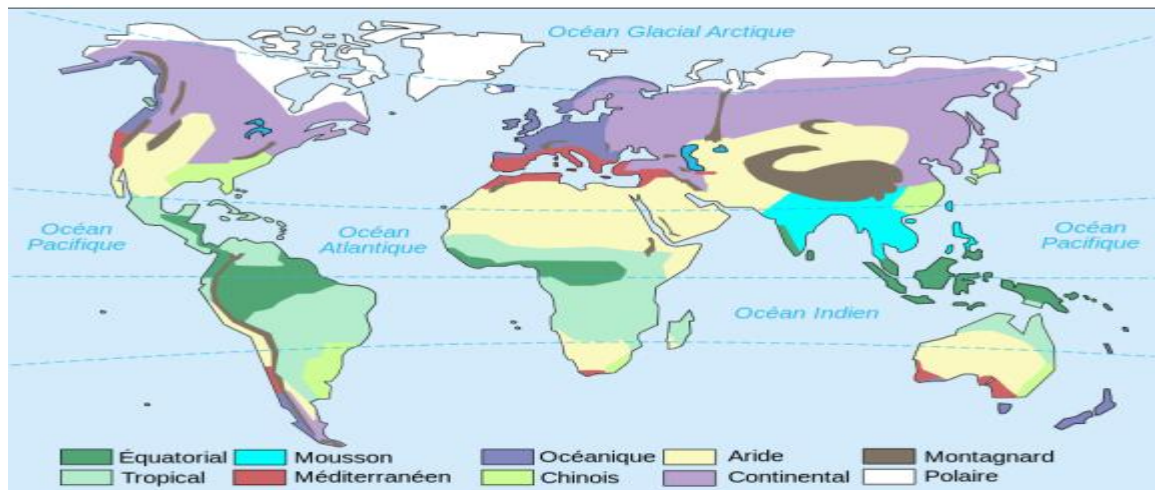 Océan Glacial Arctique
Océan
Pacifique
Océan
Atlantique
Océan
Pacifique
Océan Indien
Équatorial
Mousson
Océanique
Aride
Montagnard
Tropical
Méditerranéen
Chinois
Continental
Polaire